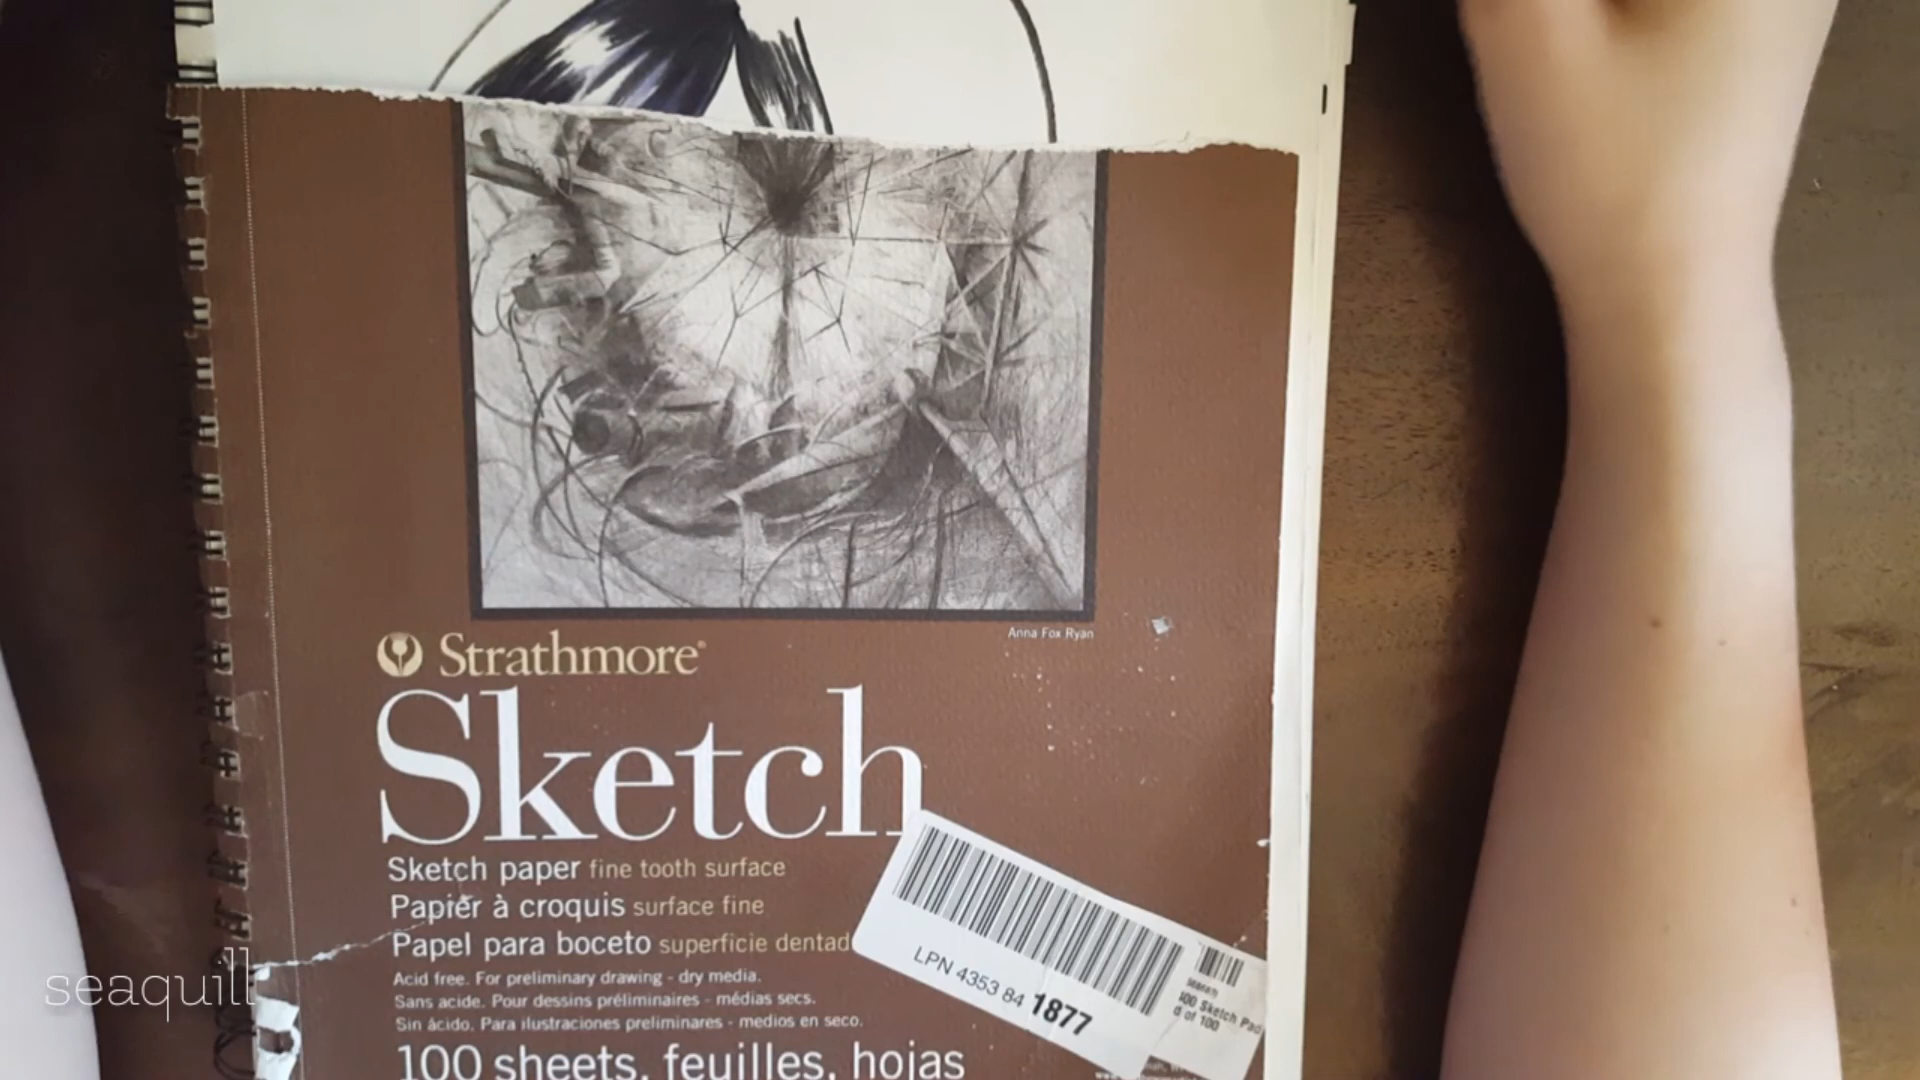 Anna Fox Ryan
Strathmore®
Sketch
Sketch paper fine tooth surface
Papier à croquis surface fine
Papel para boceto superficie dentad
Acid free. For preliminary drawing - dry media.
Sans acide. Pour dessins préliminaires - médias secs.
Sin ácido. Para ilustraciones preliminares - medios en seco.
100 sheets, feuilles, hojas
LPN 4353 84 1877
400 Sketch Pad
d of 100
seaquill